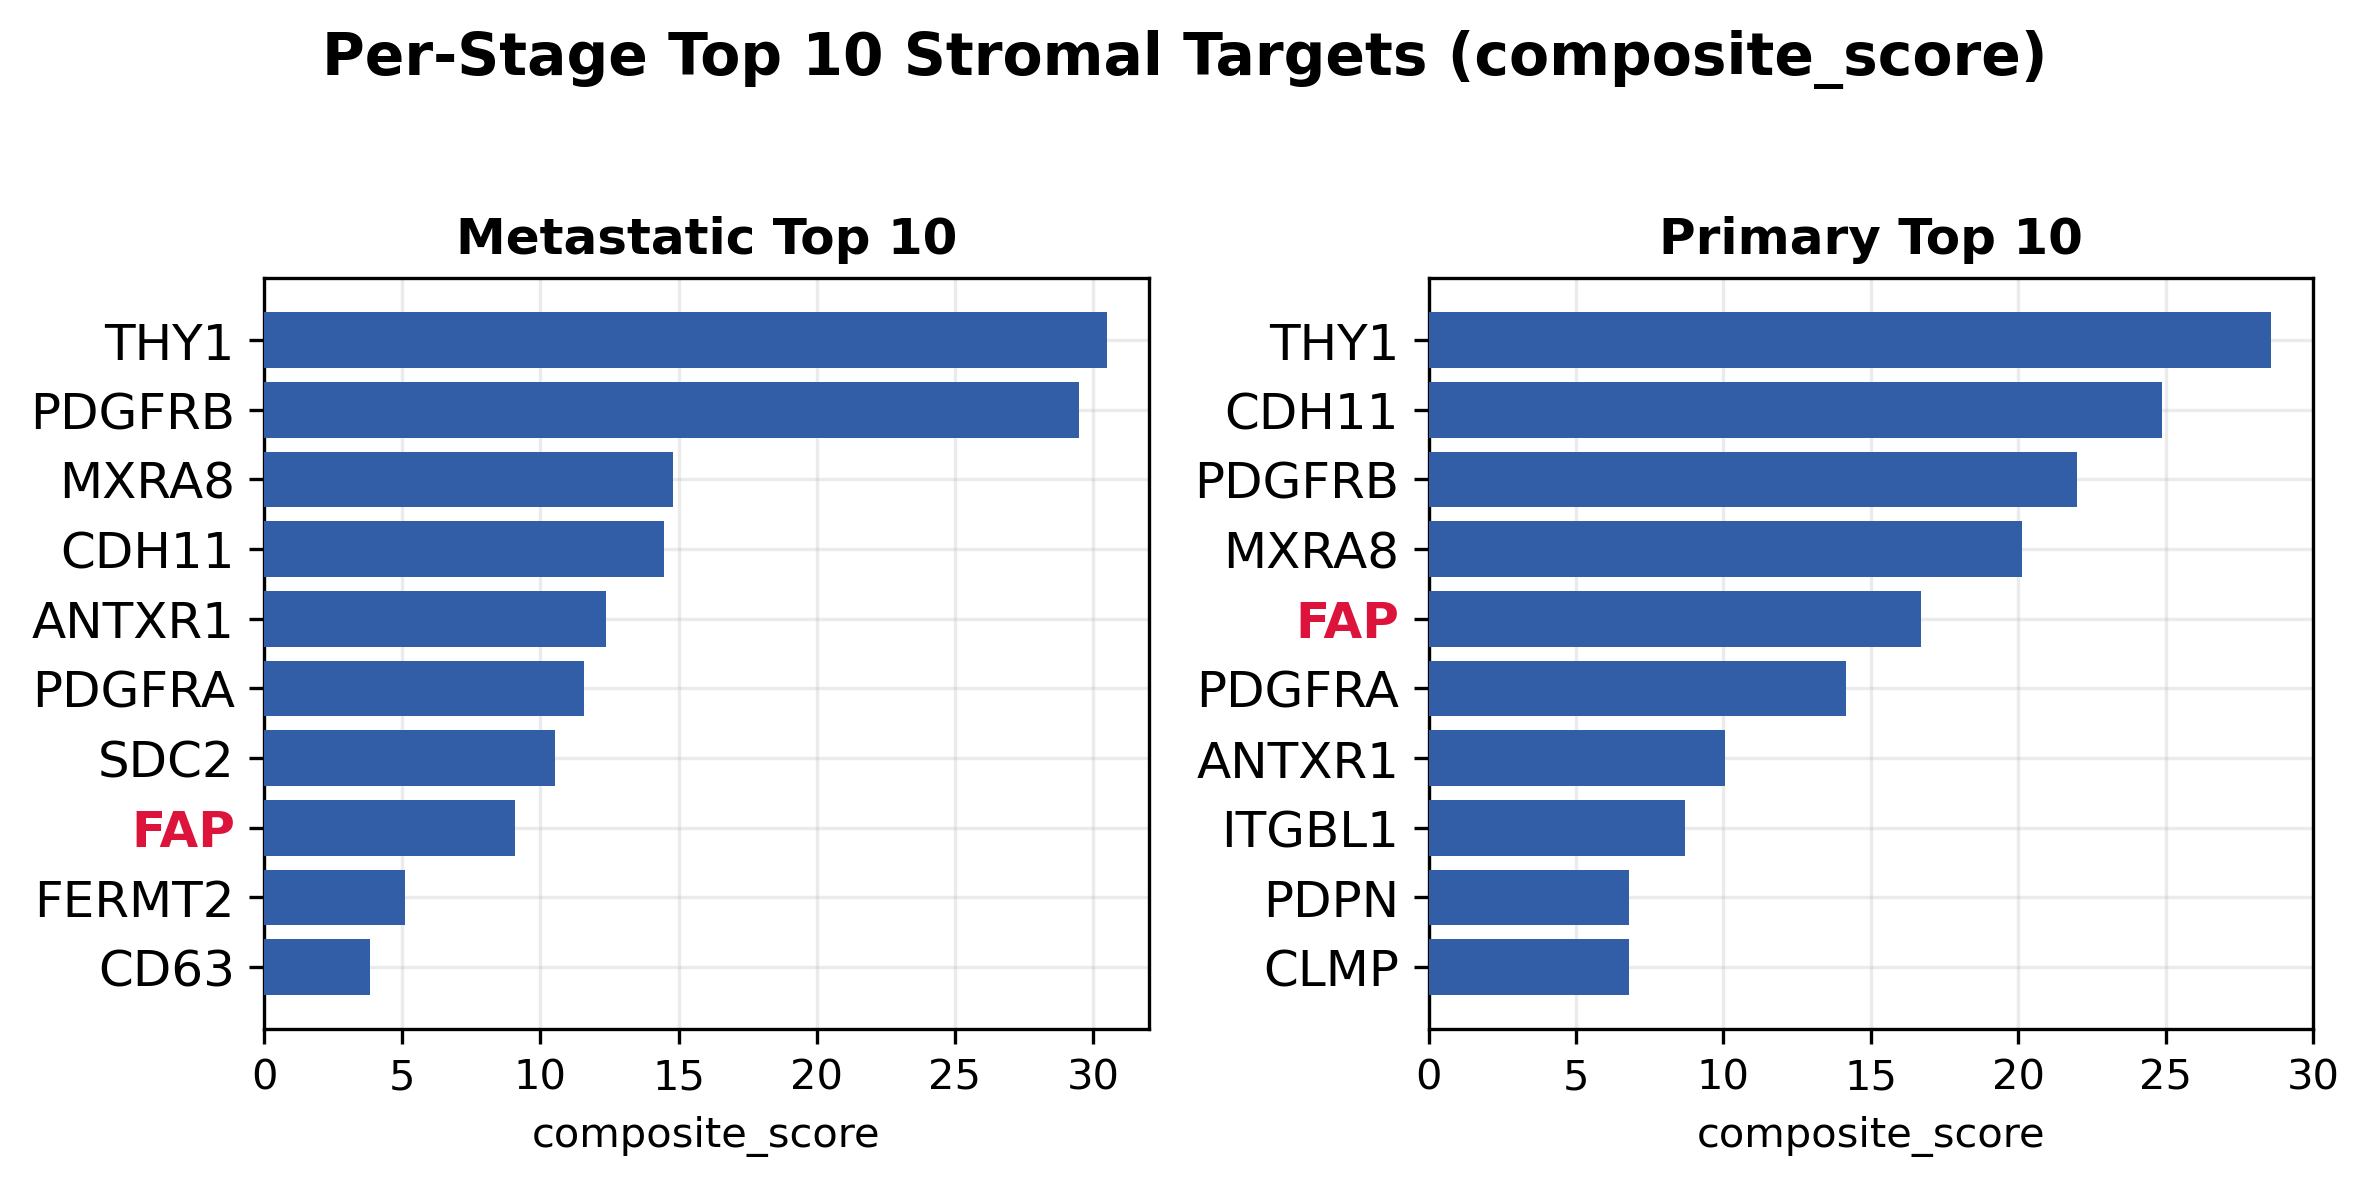 Per-Stage Top 10 Stromal Targets (composite_score)
Metastatic Top 10
THY1
PDGFRB
MXRA8
CDH11
ANTXR1
PDGFRA
SDC2
FAP
FERMT2
CD63
0 5 10 15 20 25 30
composite_score
Primary Top 10
THY1
CDH11
PDGFRB
MXRA8
FAP
PDGFRA
ANTXR1
ITGBL1
PDPN
CLMP
0 5 10 15 20 25 30
composite_score